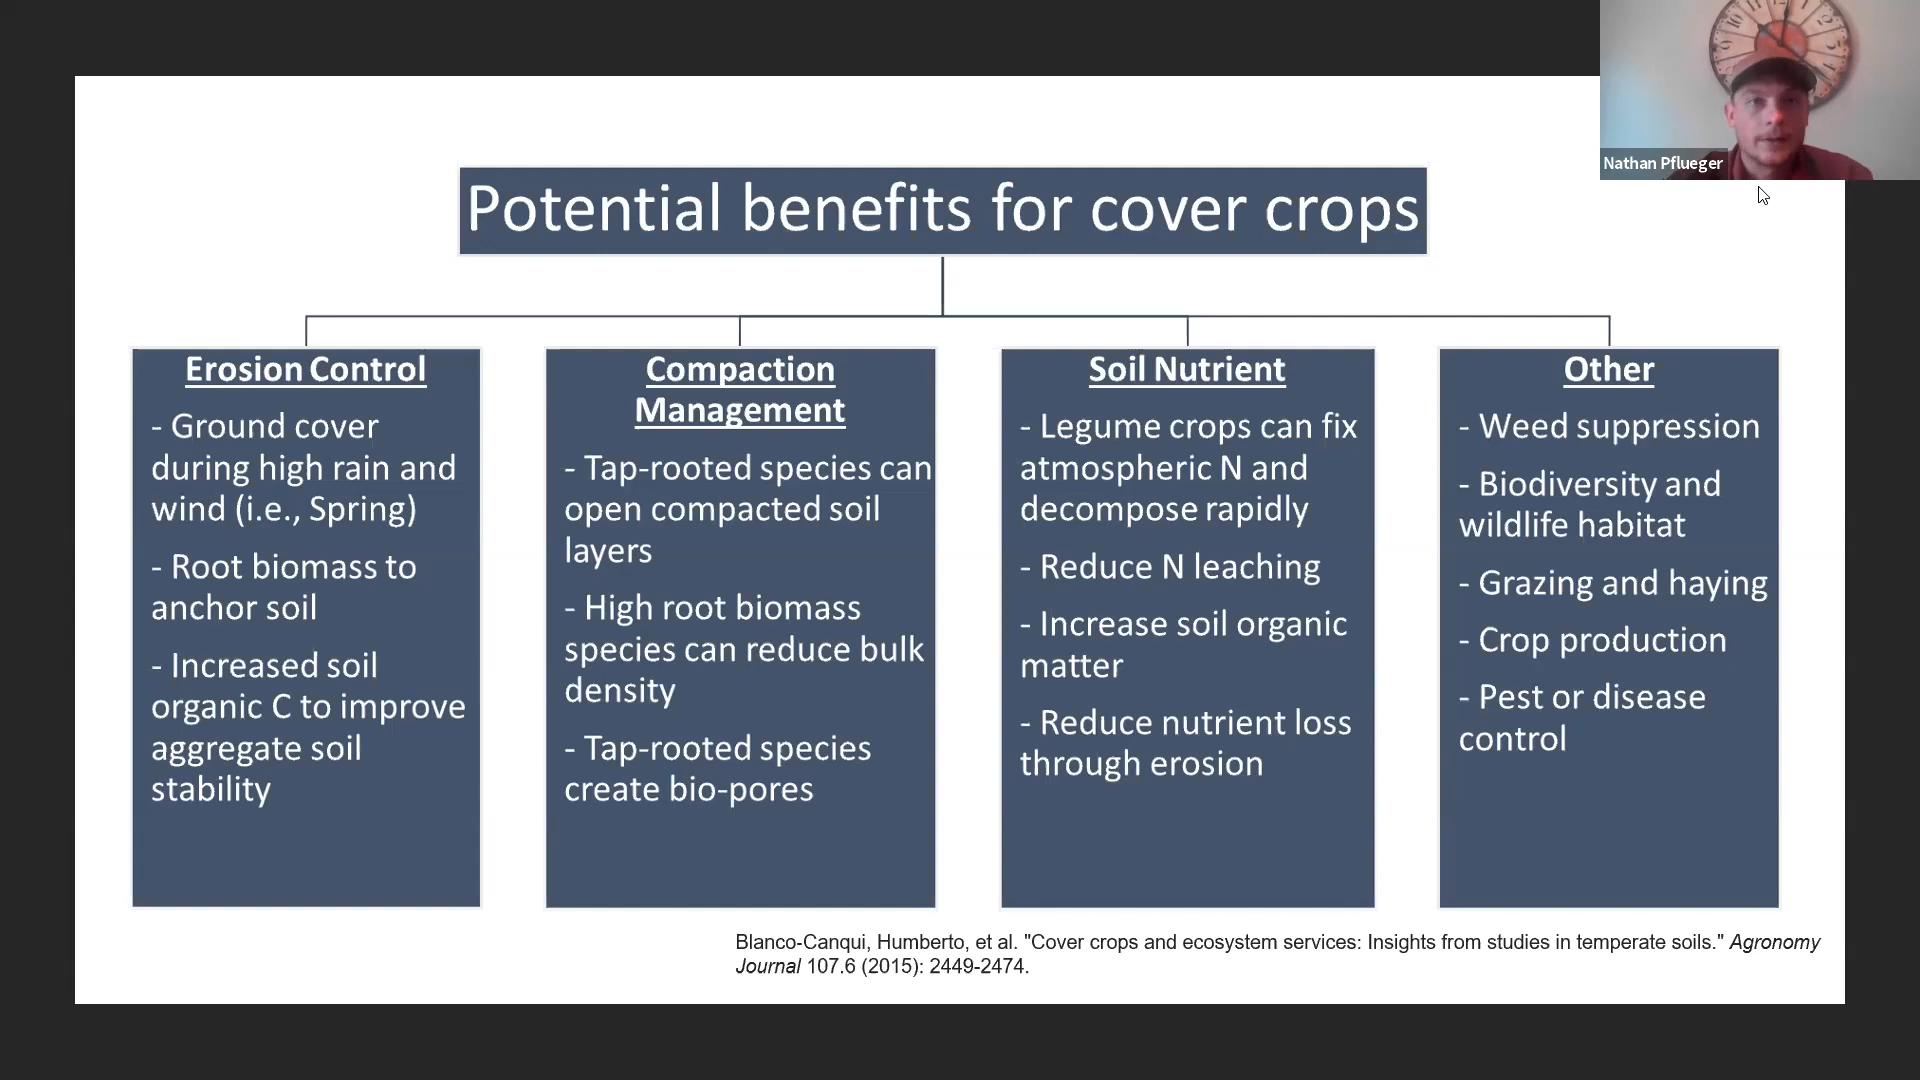 Nathan Pflueger
Potential benefits for cover crops
Erosion Control
- Ground cover
during high rain and
wind (i.e., Spring)
- Root biomass to
anchor soil
- Increased soil
organic C to improve
aggregate soil
stability
Compaction
Management
- Tap-rooted species can
open compacted soil
layers
- High root biomass
species can reduce bulk
density
- Tap-rooted species
create bio-pores
Soil Nutrient
- Legume crops can fix
atmospheric N and
decompose rapidly
- Reduce N leaching
- Increase soil organic
matter
- Reduce nutrient loss
through erosion
Other
- Weed suppression
- Biodiversity and
wildlife habitat
- Grazing and haying
- Crop production
- Pest or disease
control
Blanco-Canqui, Humberto, et al. "Cover crops and ecosystem services: Insights from studies in temperate soils." Agronomy
Journal 107.6 (2015): 2449-2474.